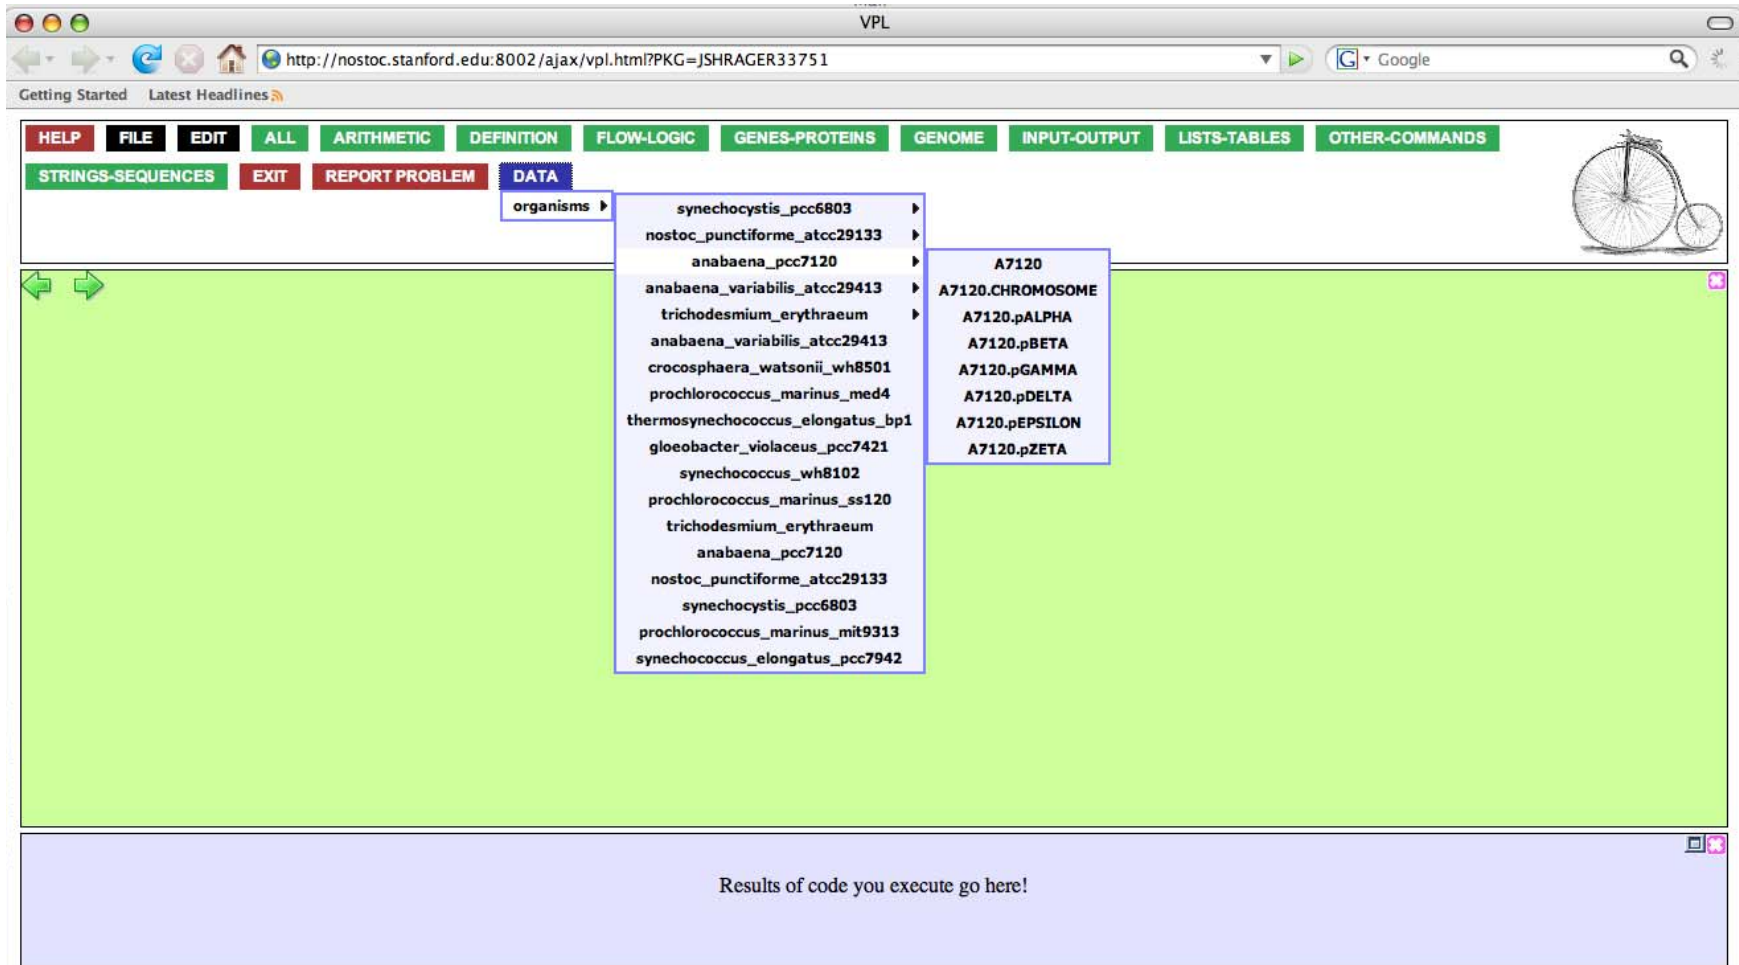 VPL
http://nostoc.stanford.edu:8002/ajax/vpl.html?PKG=JSHRAGER33751
G Google
Getting Started Latest Headlines
HELP FILE EDIT ALL ARITHMETIC DEFINITION FLOW-LOGIC GENES-PROTEINS GENOME INPUT-OUTPUT LISTS-TABLES OTHER-COMMANDS
STRINGS-SEQUENCES EXIT REPORT PROBLEM DATA
organisms
synechocystis_pcc6803
nostoc_punctiforme_atcc29133
anabaena_pcc7120
anabaena_variabilis_atcc29413
trichodesmium_erythraeum
anabaena_variabilis_atcc29413
crocosphaera_watsonii_wh8501
prochlorococcus_marinus_med4
thermosynechococcus_elongatus_bp1
gloeobacter_violaceus_pcc7421
synechococcus_wh8102
prochlorococcus_marinus_ss120
trichodesmium_erythraeum
anabaena_pcc7120
nostoc_punctiforme_atcc29133
synechocystis_pcc6803
prochlorococcus_marinus_mit9313
synechococcus_elongatus_pcc7942
A7120
A7120.CHROMOSOME
A7120.pALPHA
A7120.pBETA
A7120.pGAMMA
A7120.pDELTA
A7120.pEPSILON
A7120.pZETA
Results of code you execute go here!